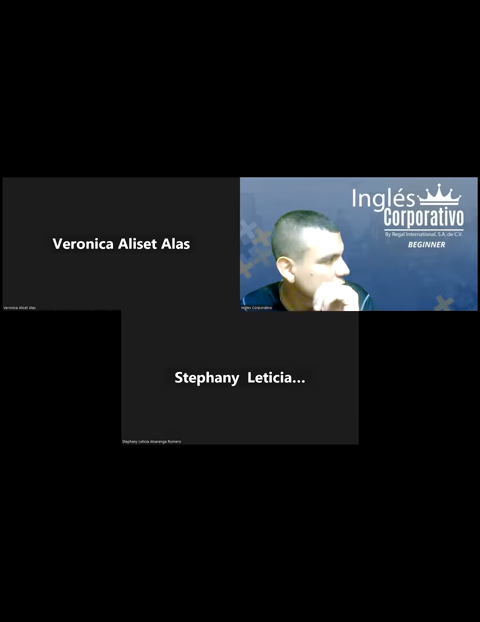 Veronica Aliset Alas
Veronica Aliset Alas
Inglés
Corporativo
By Regal International, S.A. de C.V.
BEGINNER
Inglés Corporativo
Stephany Leticia...
Stephany Leticia Alvarenga Romero